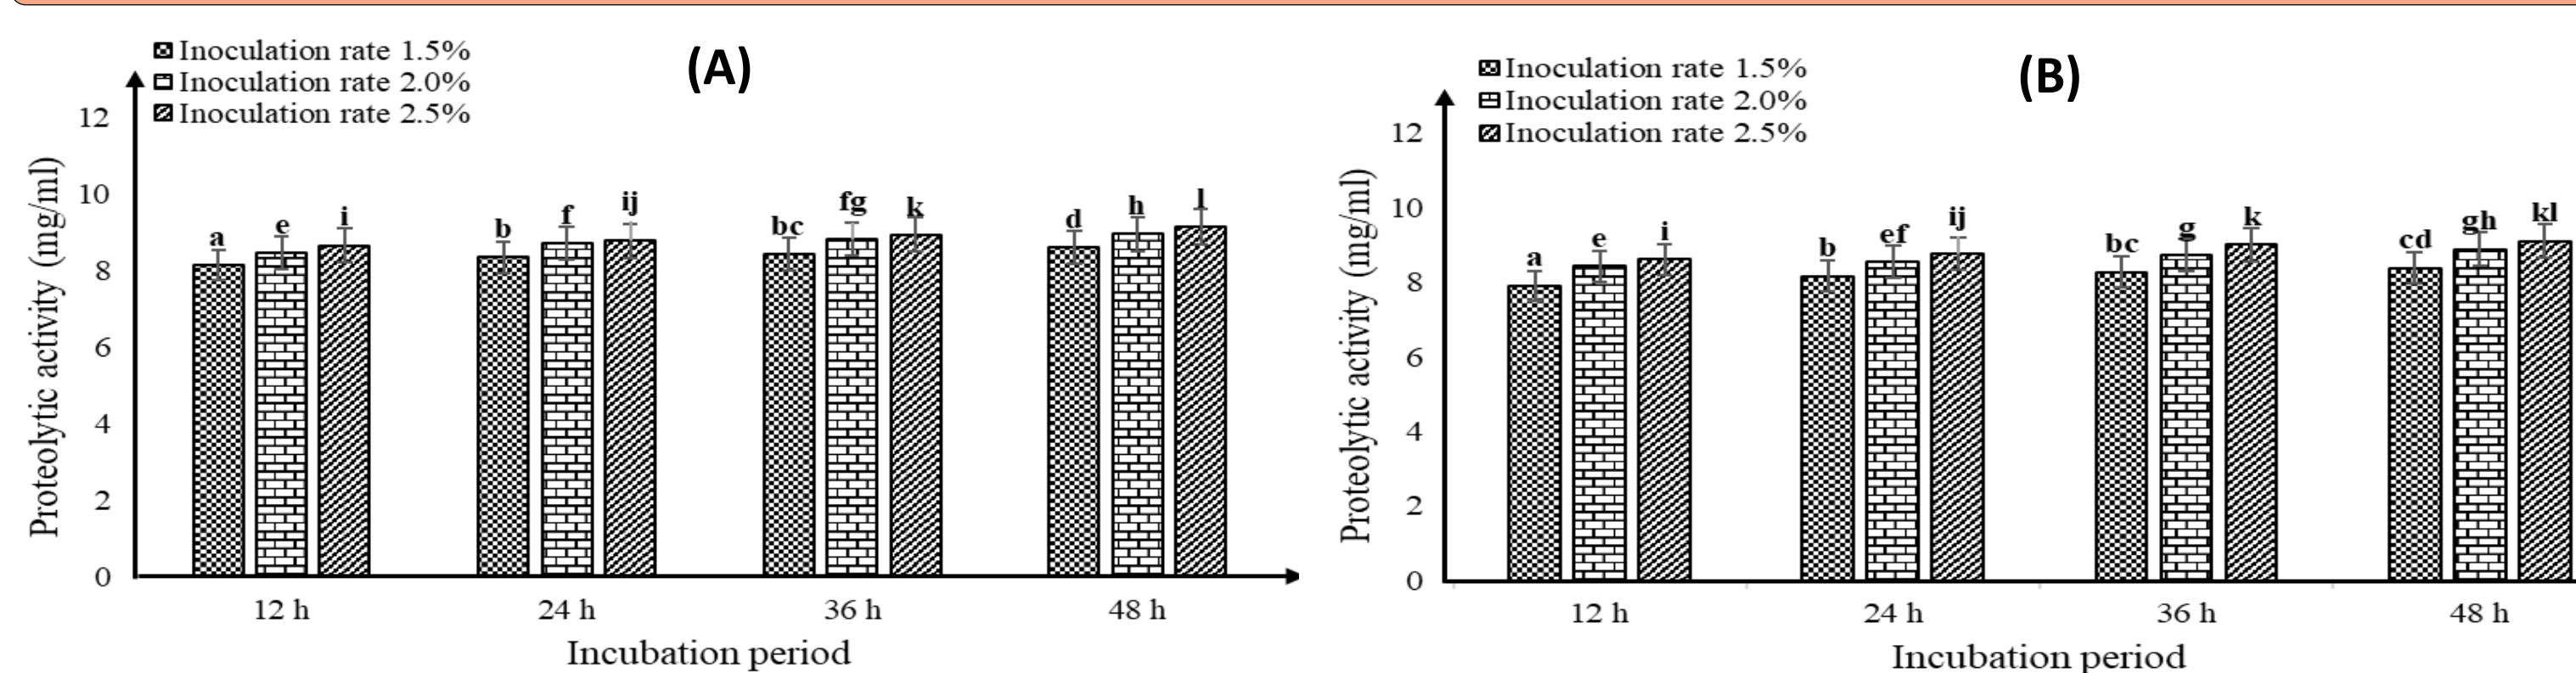 (A)
Inoculation rate 1.5%
Inoculation rate 2.0%
Inoculation rate 2.5%
Proteolytic activity (mg/ml)
12
10
8
6
4
2
0
a e i b f ij bc fg k d h l
12 h 24 h 36 h 48 h
Incubation period
(B)
Inoculation rate 1.5%
Inoculation rate 2.0%
Inoculation rate 2.5%
Proteolytic activity (mg/ml)
12
10
8
6
4
2
0
a e i b ef ij bc g k cd gh kl
12 h 24 h 36 h 48 h
Incubation period